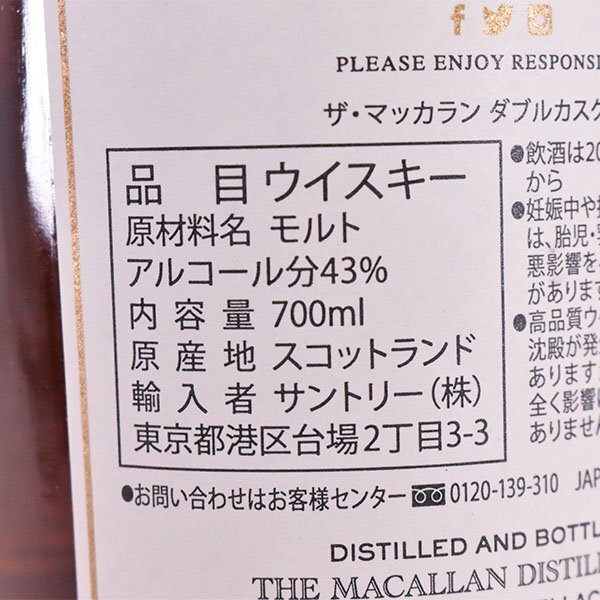 PLEASE ENJOY
ザ・マッカラン ダブルカスク
品目 ウイスキー
原材料名 モルト
アルコール分43%
内容量 700ml
原産地 スコットランド
輸入者 サントリー(株)
東京都港区台場2丁目3-3
●飲酒は20
から
●妊娠中や
は、胎児・
悪影響を
があります
●高品質ウ
沈殿が発
あります
全く影響
ありません
●お問い合わせはお客様センター 0120-139-310 JAP
DISTILLED AND
THE MACALLAN